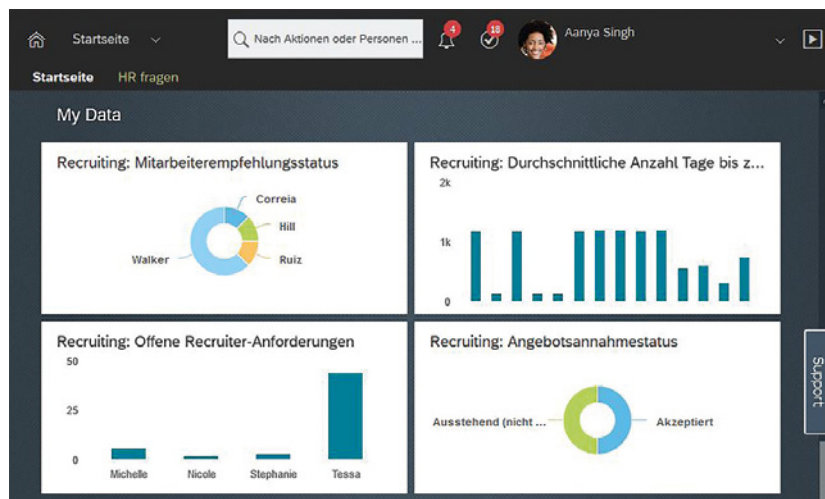 Startseite
Nach Aktionen oder Personen ...
4
18
Aanya Singh
Startseite HR fragen
My Data
Recruiting: Mitarbeiterempfehlungsstatus
Correia
Hill
Walker
Ruiz
Recruiting: Durchschnittliche Anzahl Tage bis z...
2k
1k
0
Recruiting: Offene Recruiter-Anforderungen
50
25
0
Michelle Nicole Stephanie Tessa
Recruiting: Angebotsannahmestatus
Ausstehend (nicht ... Akzeptiert
Support